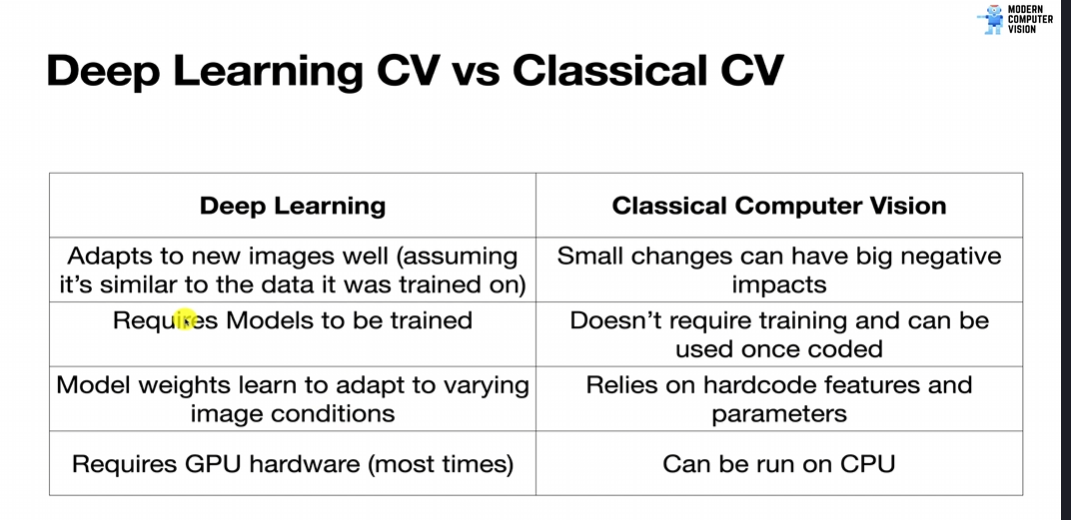 MODERN
COMPUTER
VISION
Deep Learning CV vs Classical CV
Deep Learning
Classical Computer Vision
Adapts to new images well (assuming
it's similar to the data it was trained on)
Small changes can have big negative
impacts
Requires Models to be trained
Doesn't require training and can be
used once coded
Model weights learn to adapt to varying
image conditions
Relies on hardcode features and
parameters
Requires GPU hardware (most times)
Can be run on CPU